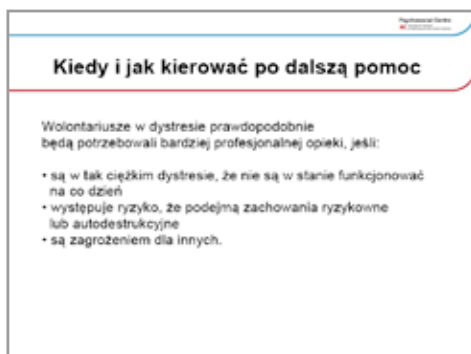 Psychosocial Centre
Kiedy i jak kierować po dalszą pomoc
Wolontariusze w dystresie prawdopodobnie
będą potrzebowali bardziej profesjonalnej opieki, jeśli:
• są w tak ciężkim dystresie, że nie są w stanie funkcjonować
na co dzień
• występuje ryzyko, że podejmą zachowania ryzykowne
lub autodestrukcyjne
• są zagrożeniem dla innych.